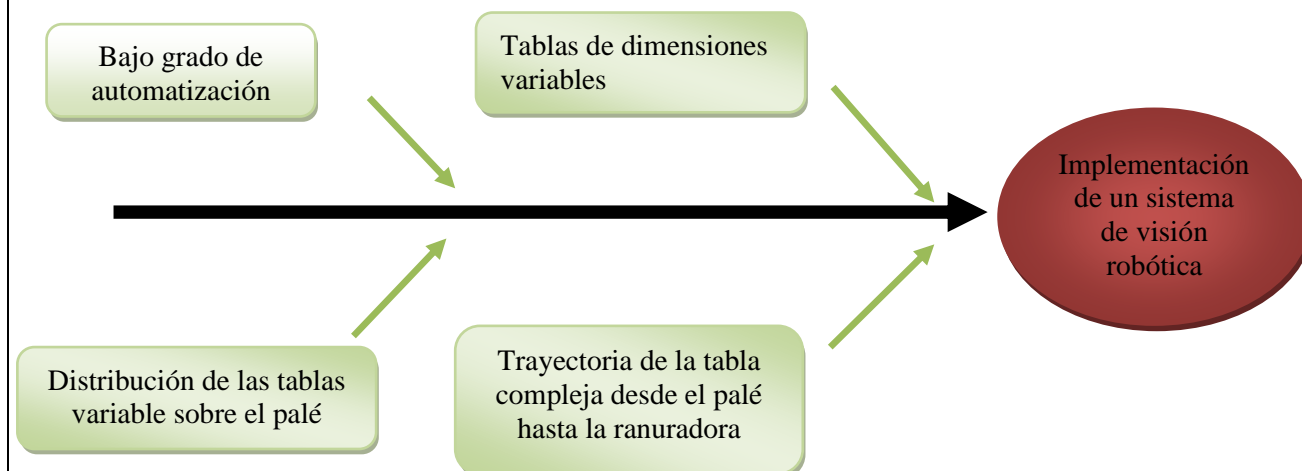 Bajo grado de
automatización
Tablas de dimensiones
variables
Implementación
de un sistema
de visión
robótica
Distribución de las tablas
variable sobre el palé
Trayectoria de la tabla
compleja desde el palé
hasta la ranuradora